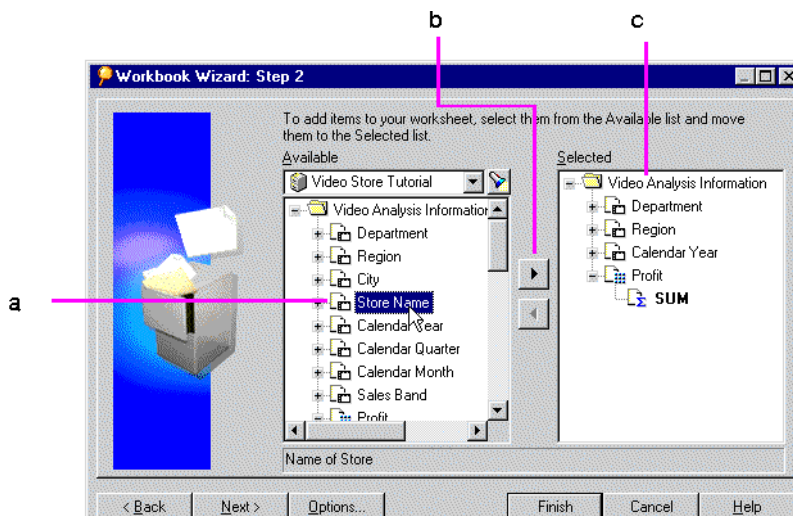 b
c
Workbook Wizard: Step 2
To add items to your worksheet, select them from the Available list and move
them to the Selected list.
Available
Video Store Tutorial
Video Analysis Information
Department
Region
City
Store Name
Calendar Year
Calendar Quarter
Calendar Month
Sales Band
Profit
Selected
Video Analysis Information
Department
Region
Calendar Year
Profit
SUM
a
Name of Store
< Back
Next >
Options...
Finish
Cancel
Help